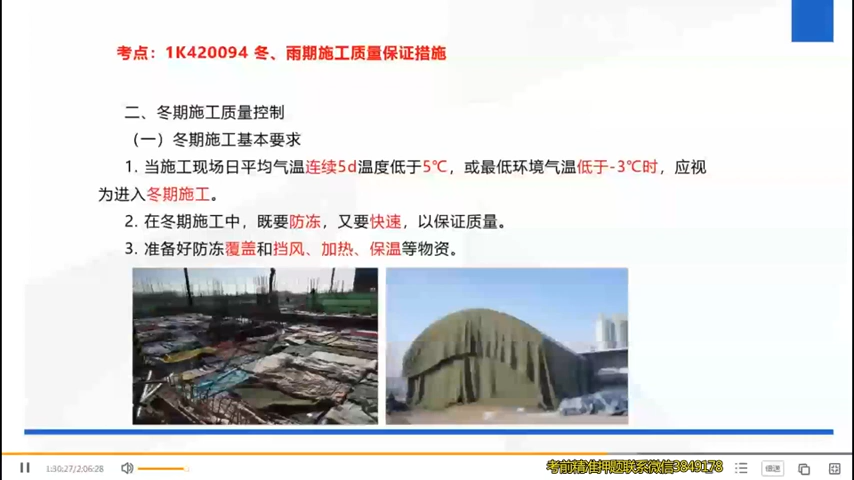 考点：1K420094 冬、雨期施工质量保证措施
二、冬期施工质量控制
（一）冬期施工基本要求
1. 当施工现场日平均气温连续5d温度低于5℃，或最低环境气温低于-3℃时，应视
为进入冬期施工。
2. 在冬期施工中，既要防冻，又要快速，以保证质量。
3. 准备好防冻覆盖和挡风、加热、保温等物资。
1:30:27/2:06:28
考前精准押题联系微信3849178